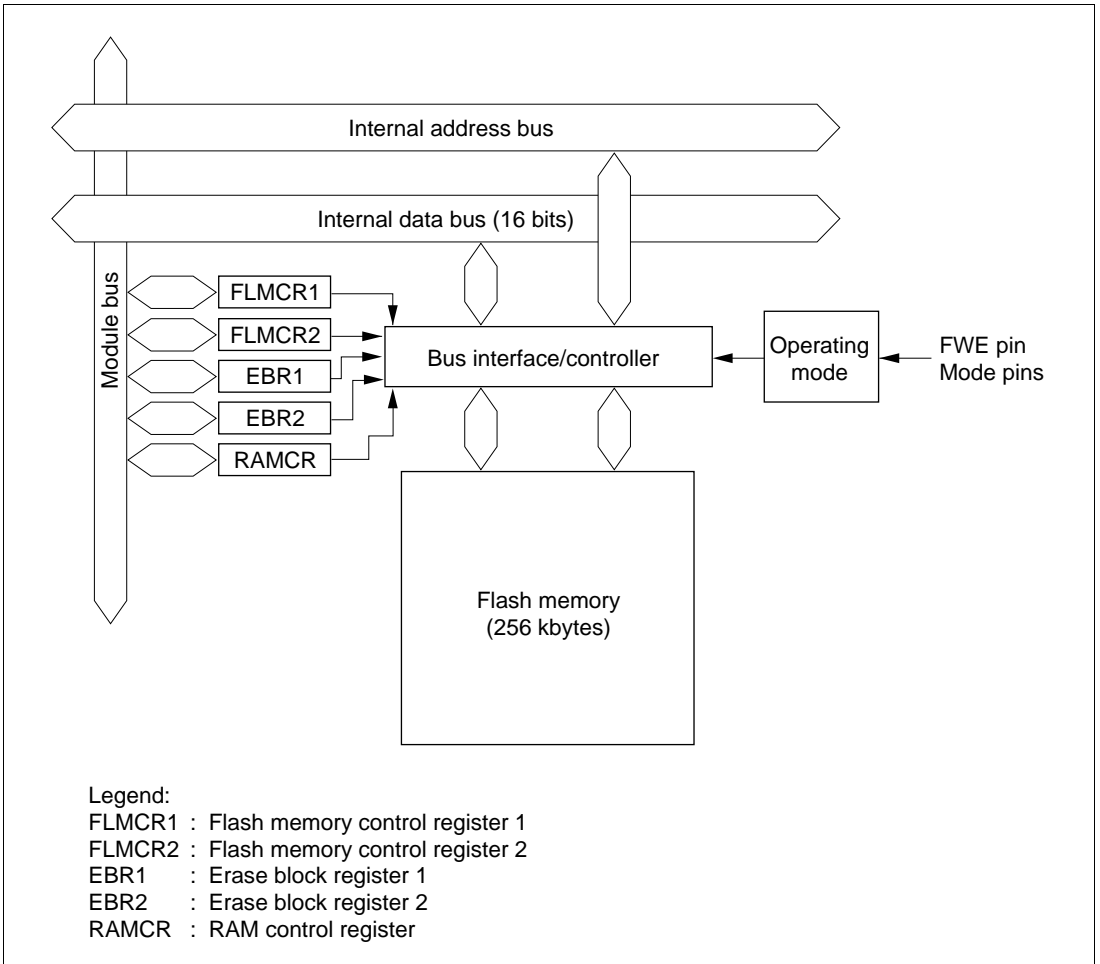 Internal address bus
Internal data bus (16 bits)
Module bus
FLMCR1
FLMCR2
EBR1
EBR2
RAMCR
Bus interface/controller
Operating
mode
FWE pin
Mode pins
Flash memory
(256 kbytes)
Legend:
FLMCR1 : Flash memory control register 1
FLMCR2 : Flash memory control register 2
EBR1 : Erase block register 1
EBR2 : Erase block register 2
RAMCR : RAM control register